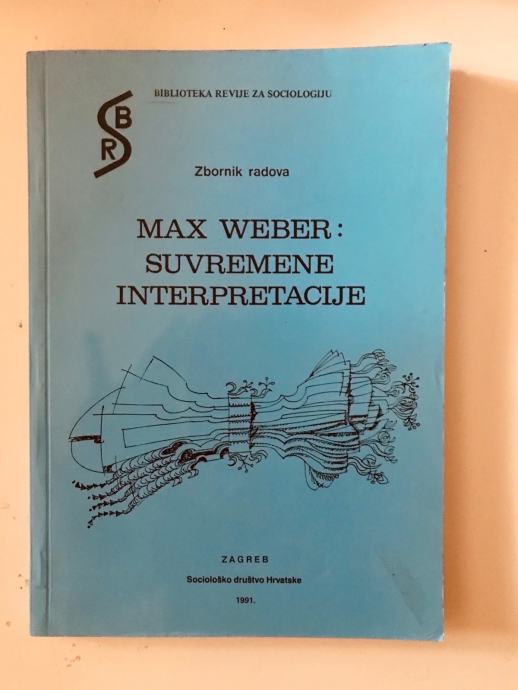 BIBLIOTEKA REVIJE ZA SOCIOLOGIJU
B
R
Zbornik radova
MAX WEBER:
SUVREMENE
INTERPRETACIJE
ZAGREB
Sociološko društvo Hrvatske
1991.